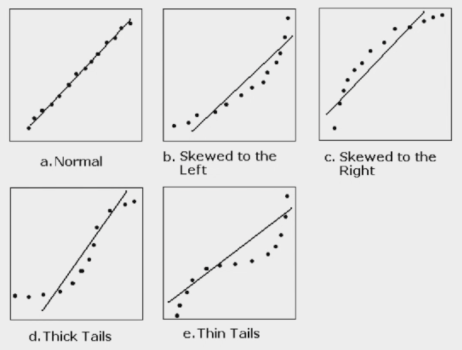 a. Normal
b. Skewed to the
Left
c. Skewed to the
Right
d. Thick Tails
e. Thin Tails